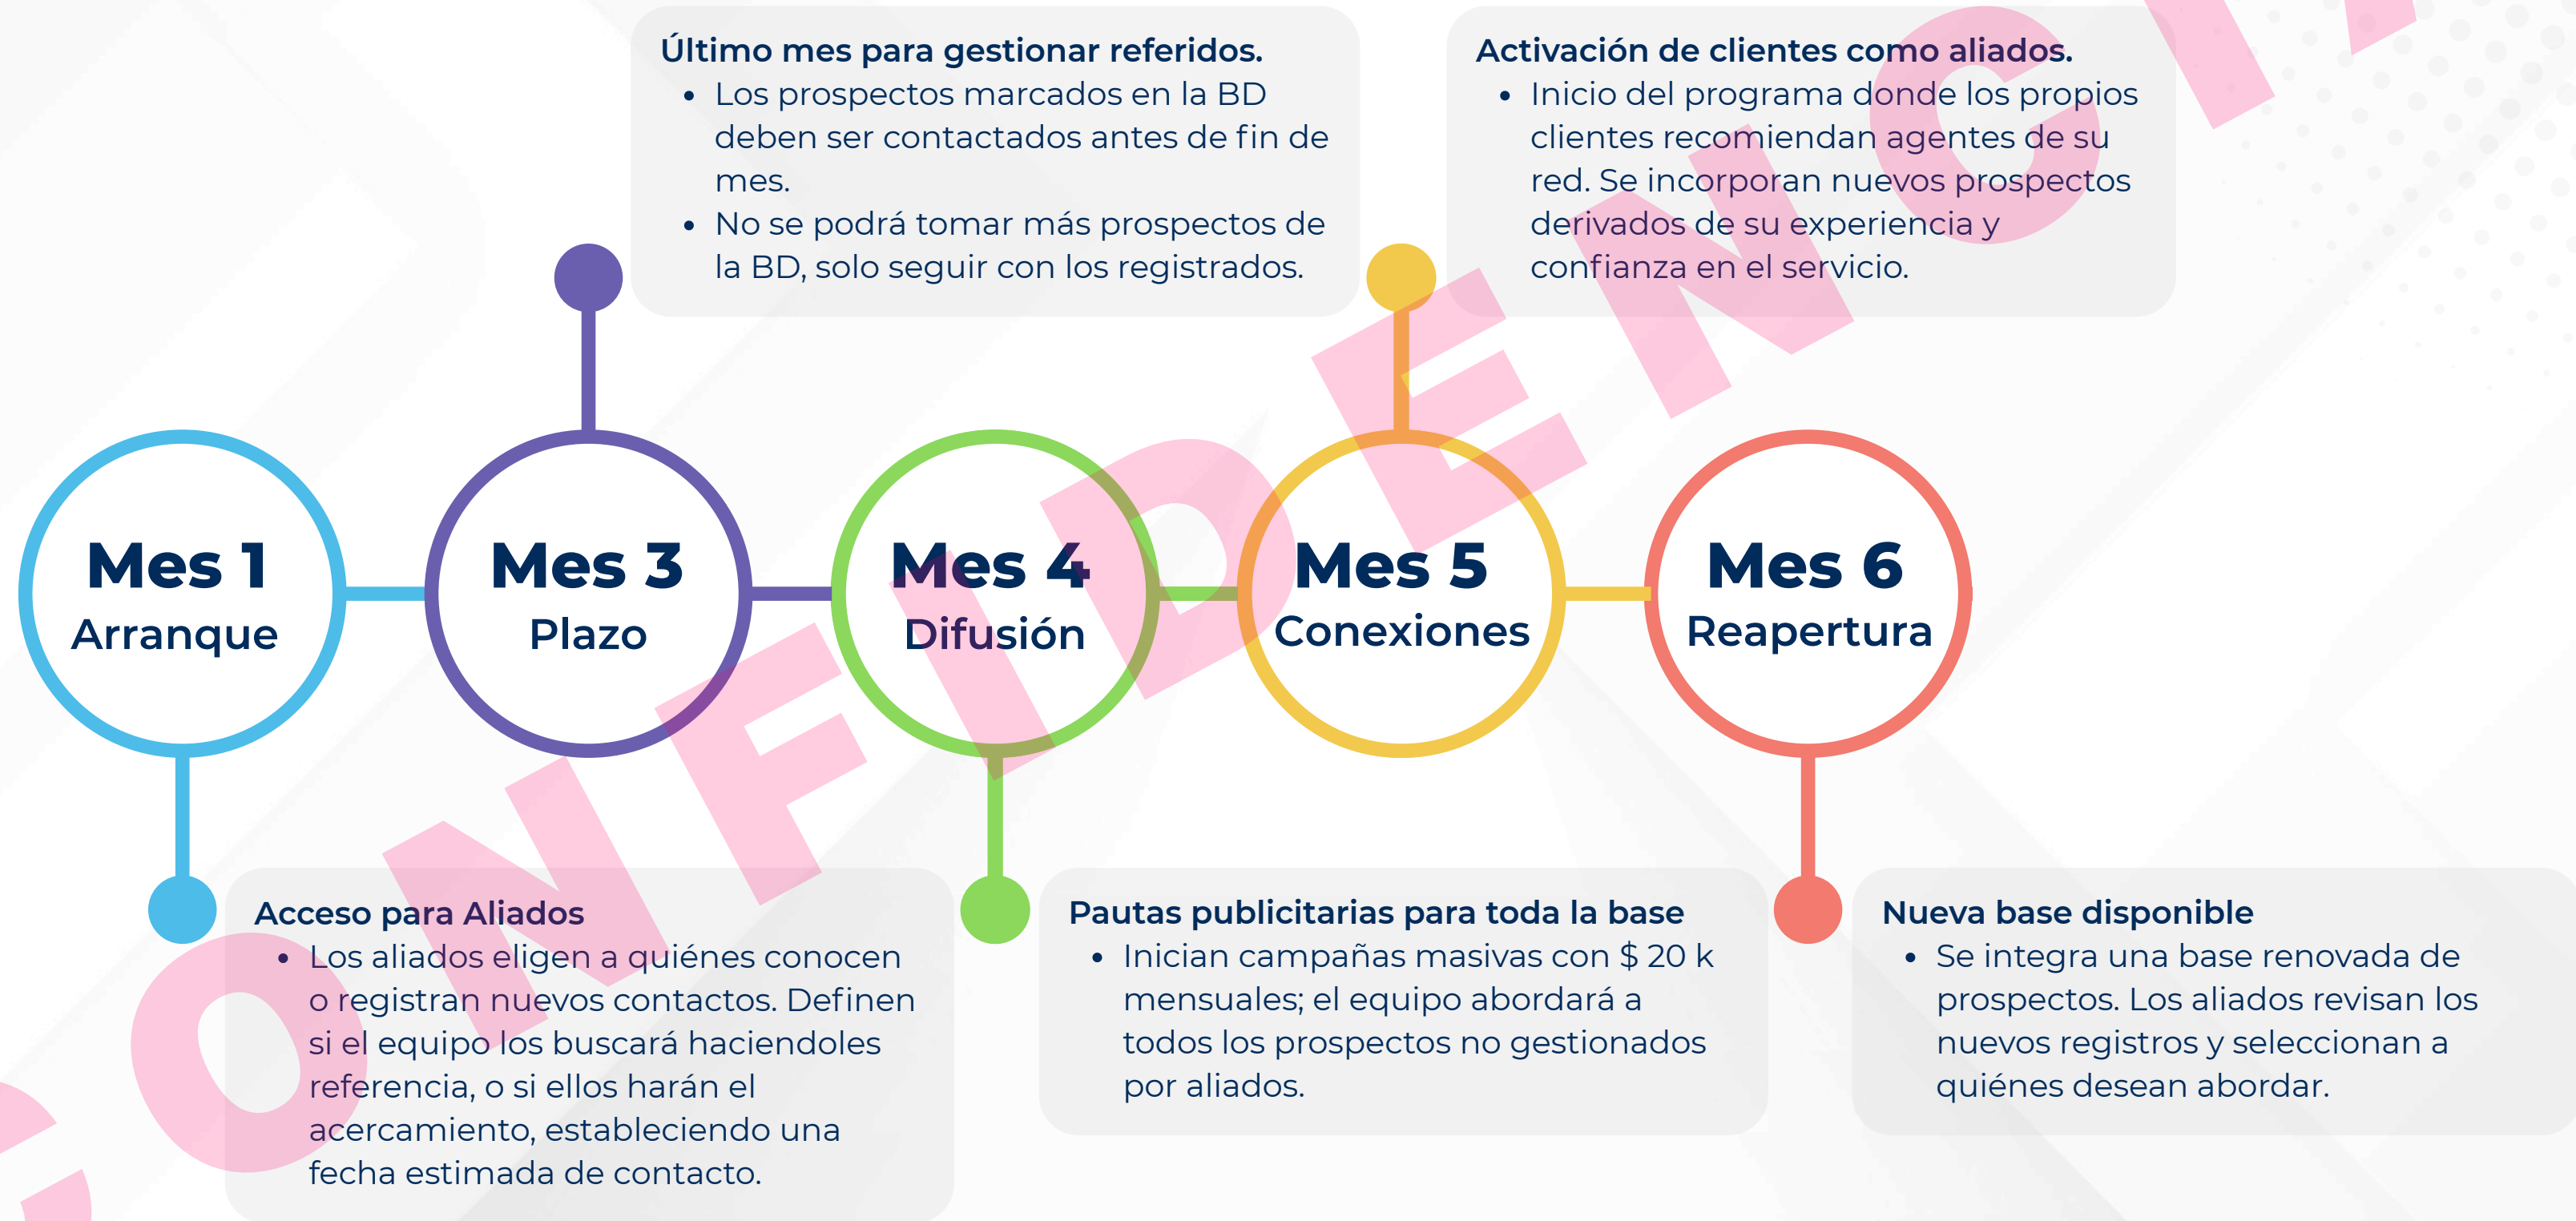 Último mes para gestionar referidos.
• Los prospectos marcados en la BD
deben ser contactados antes de fin de
mes.
• No se podrá tomar más prospectos de
la BD, solo seguir con los registrados.
Activación de clientes como aliados.
• Inicio del programa donde los propios
clientes recomiendan agentes de su
red. Se incorporan nuevos prospectos
derivados de su experiencia y
confianza en el servicio.
Mes 1
Arranque
Mes 3
Plazo
Mes 4
Difusión
Mes 5
Conexiones
Mes 6
Reapertura
Acceso para Aliados
• Los aliados eligen a quiénes conocen
o registran nuevos contactos. Definen
si el equipo los buscará haciendoles
referencia, o si ellos harán el
acercamiento, estableciendo una
fecha estimada de contacto.
Pautas publicitarias para toda la base
• Inician campañas masivas con $ 20 k
mensuales; el equipo abordará a
todos los prospectos no gestionados
por aliados.
Nueva base disponible
• Se integra una base renovada de
prospectos. Los aliados revisan los
nuevos registros y seleccionan a
quiénes desean abordar.
CONFIDENCI